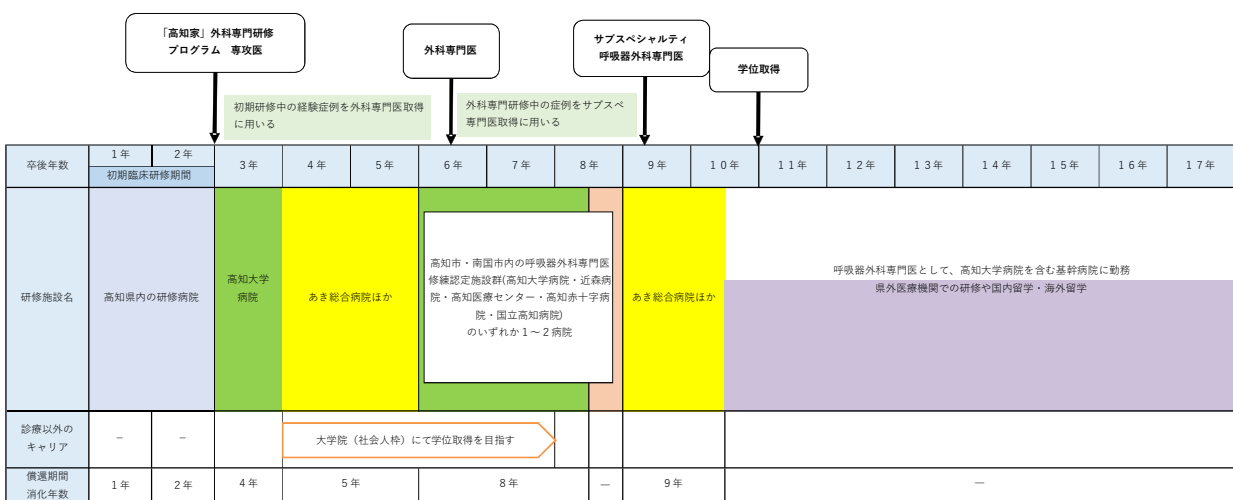 「高知家」外科専門研修
プログラム　専攻医
外科専門医
サブスペシャルティ
呼吸器外科専門医
学位取得
初期研修中の経験症例を外科専門医取得
に用いる
外科専門研修中の症例をサブスペ
専門医取得に用いる
卒後年数
1年
2年
初期臨床研修期間
3年
4年
5年
6年
7年
8年
9年
10年
11年
12年
13年
14年
15年
16年
17年
研修施設名
高知県内の研修病院
高知大学
病院
あき総合病院ほか
高知市・南国市内の呼吸器外科専門医
修練認定施設群(高知大学病院・近森病
院・高知医療センター・高知赤十字病
院・国立高知病院)
のいずれか１～２病院
あき総合病院ほか
呼吸器外科専門医として、高知大学病院を含む基幹病院に勤務
県外医療機関での研修や国内留学・海外留学
診療以外の
キャリア
－
－
大学院（社会人枠）にて学位取得を目指す
償還期間
消化年数
1年
2年
4年
5年
8年
―
9年
―